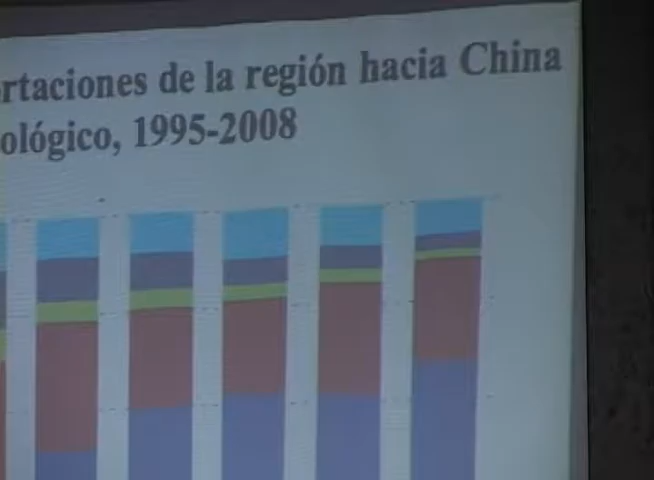 rtaciones de la región hacia China
ológico, 1995-2008